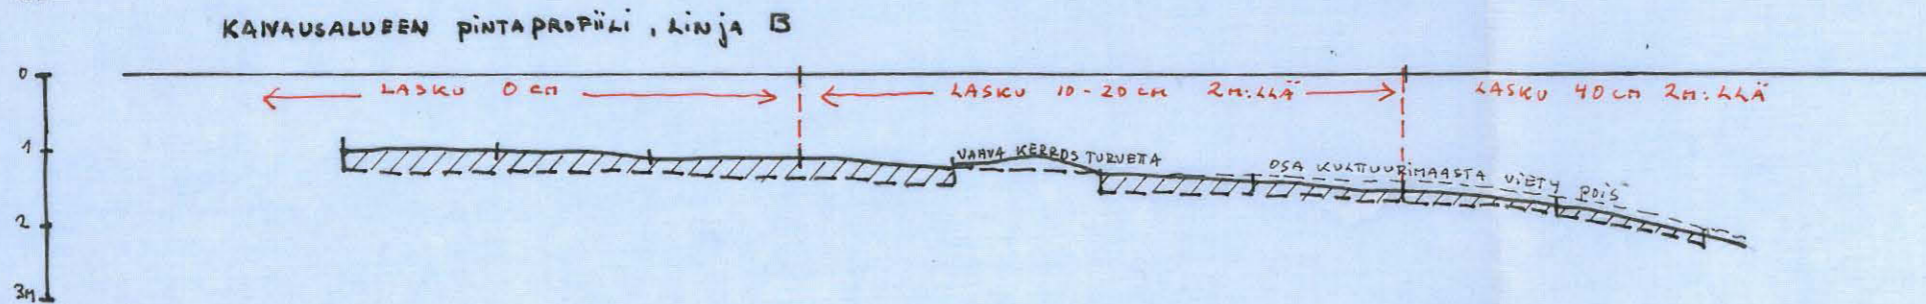 KAIVAUSALUEEN PINTAPROFIILI, LINJA B
0
LASKU 0 CM
LASKU 10-20 CM 2M:LLÄ
LASKU 40 CM 2M:LLÄ
1
VAHVA KERROS TURVETTA
OSA KULTTUURIMAASTA VIETY POIS
2
3M